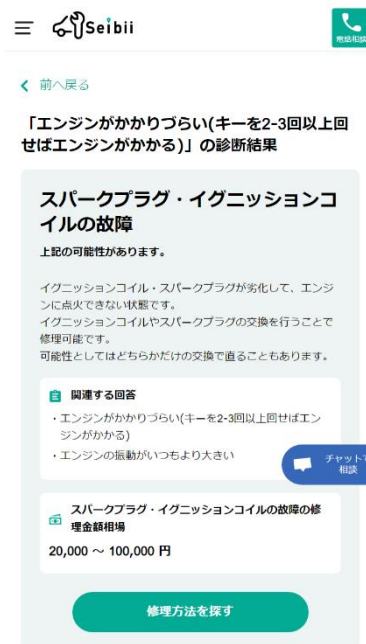 Seibii
電話相談
前へ戻る
「エンジンがかかりづらい(キーを2-3回以上回
せばエンジンがかかる)」の診断結果
スパークプラグ・イグニッションコ
イルの故障
上記の可能性があります。
イグニッションコイル・スパークプラグが劣化して、エンジ
ンに点火できない状態です。
イグニッションコイルやスパークプラグの交換を行うことで
修理可能です。
可能性としてはどちらかだけの交換で直ることもあります。
関連する回答
・エンジンがかかりづらい(キーを2-3回以上回せばエン
ジンがかかる)
・エンジンの振動がいつもより大きい
チャットで
相談
スパークプラグ・イグニッションコイルの故障の修
理金額相場
20,000 〜 100,000 円
修理方法を探す